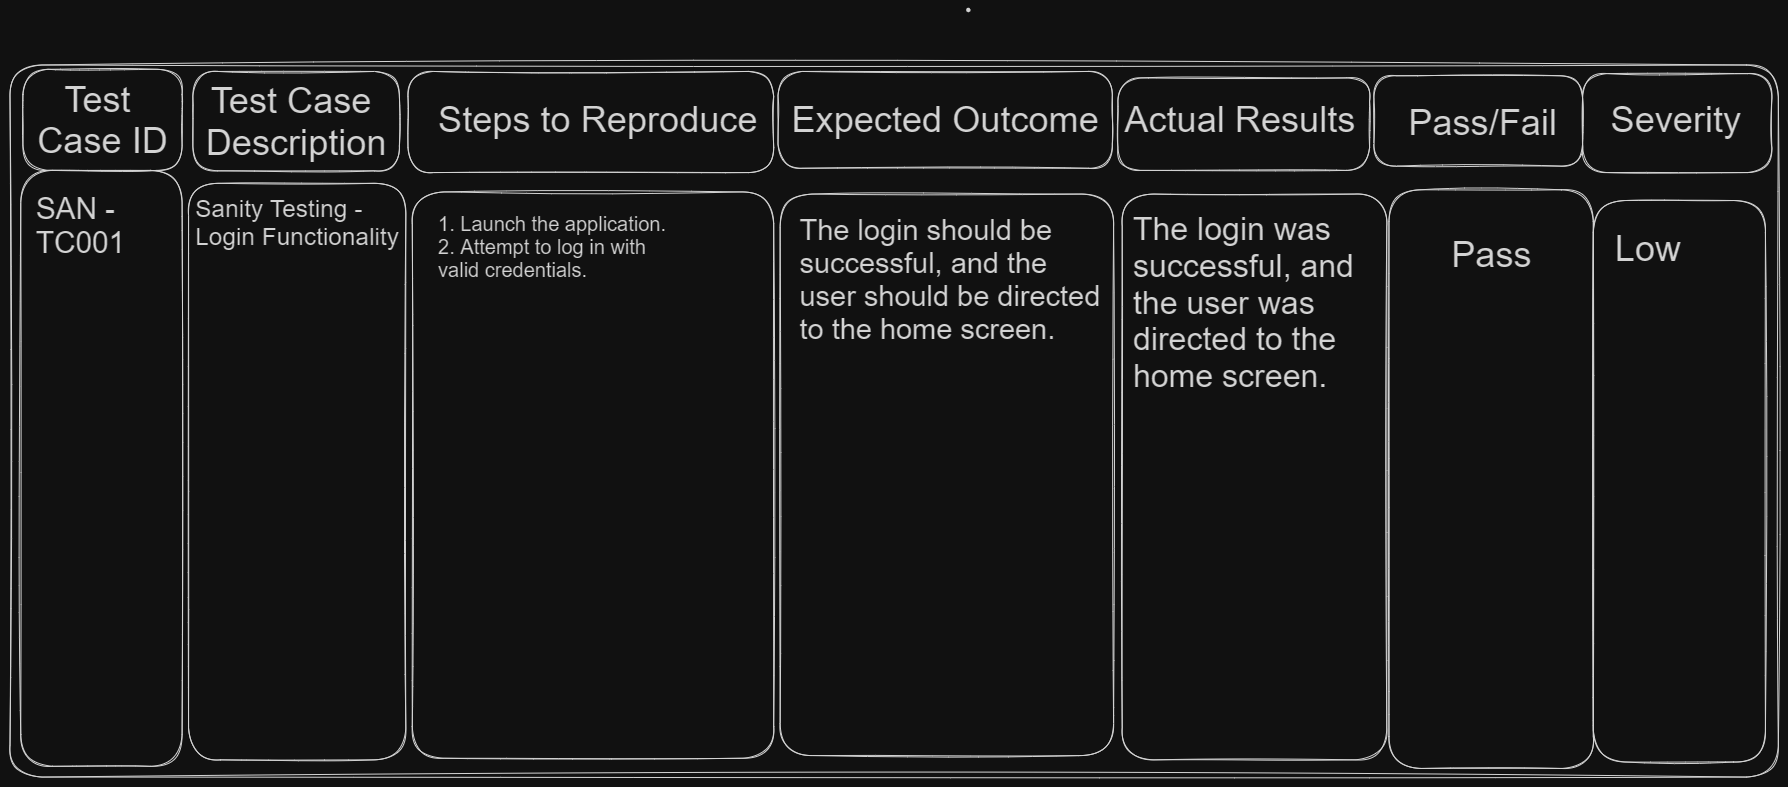 Test
Case ID
Test Case
Description
Steps to Reproduce
Expected Outcome
Actual Results
Pass/Fail
Severity
SAN -
TC001
Sanity Testing -
Login Functionality
1. Launch the application.
2. Attempt to log in with
valid credentials.
The login should be
successful, and the
user should be directed
to the home screen.
The login was
successful, and
the user was
directed to the
home screen.
Pass
Low